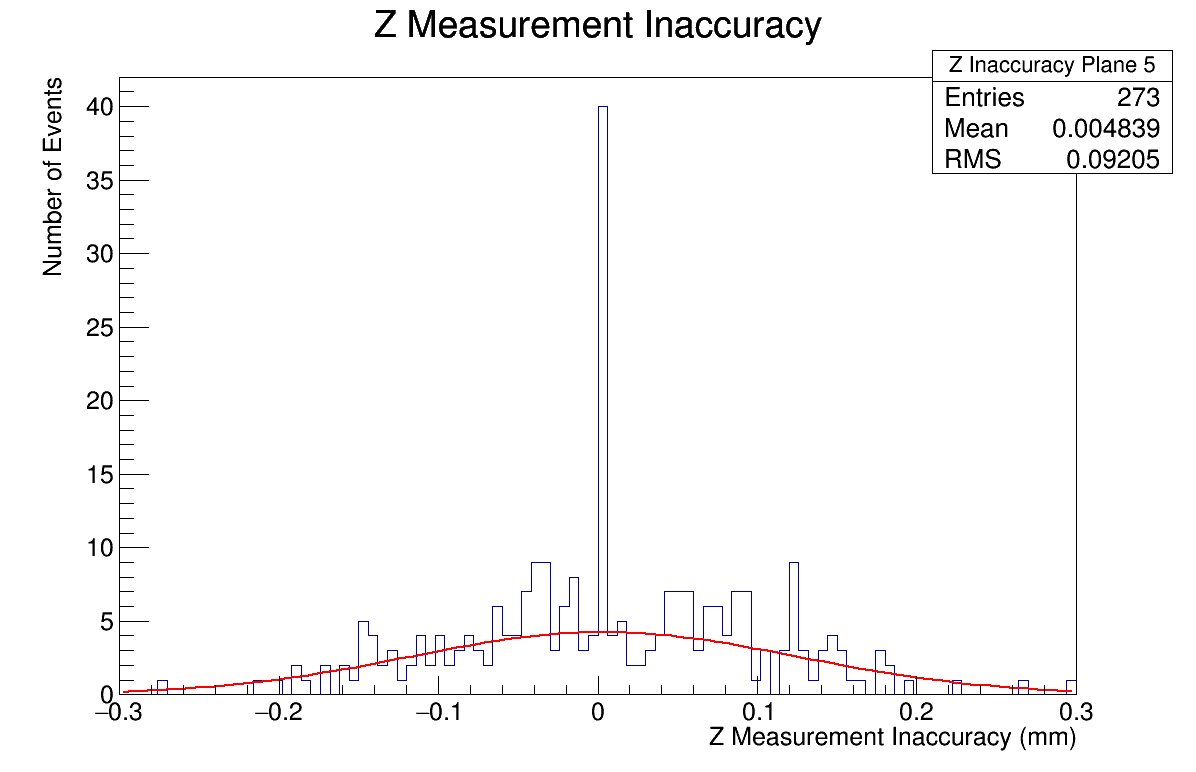 Z Measurement Inaccuracy
Z Inaccuracy Plane 5
Entries 273
Mean 0.004839
RMS 0.09205
Number of Events
40
35
30
25
20
15
10
5
0
−0.3 −0.2 −0.1 0 0.1 0.2 0.3
Z Measurement Inaccuracy (mm)